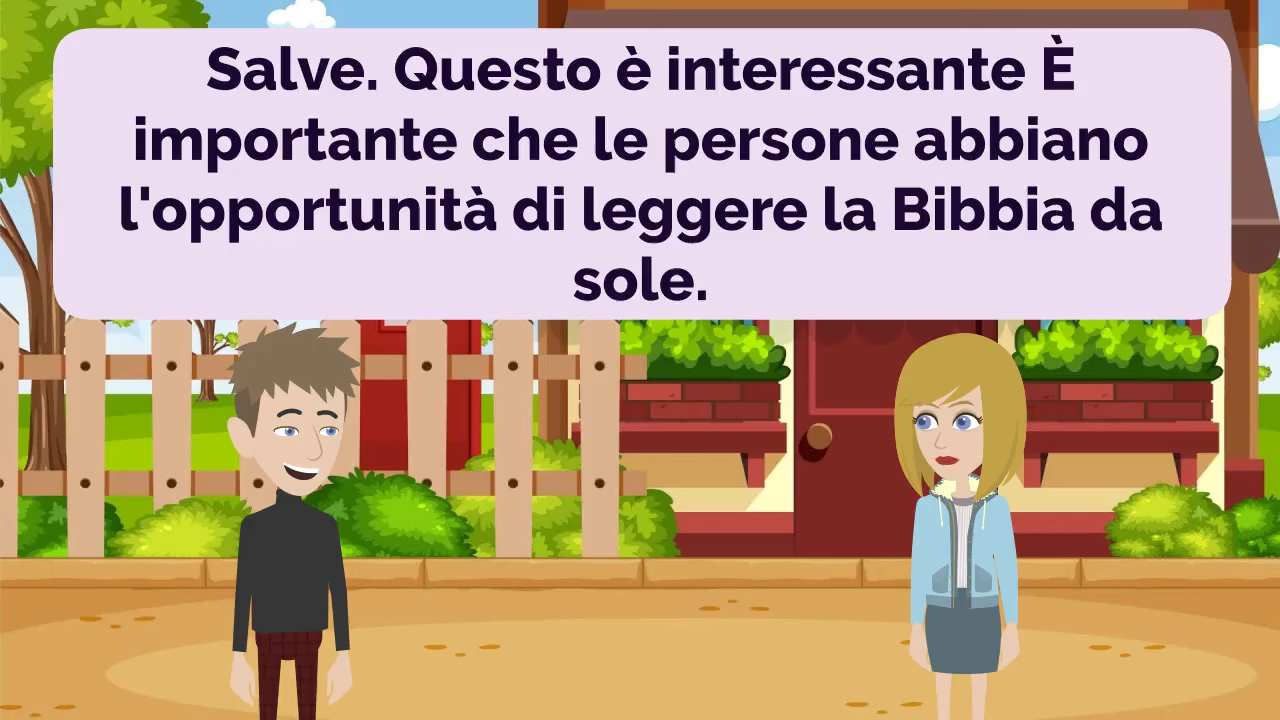 Salve. Questo è interessante È
importante che le persone abbiano
l'opportunità di leggere la Bibbia da
sole.